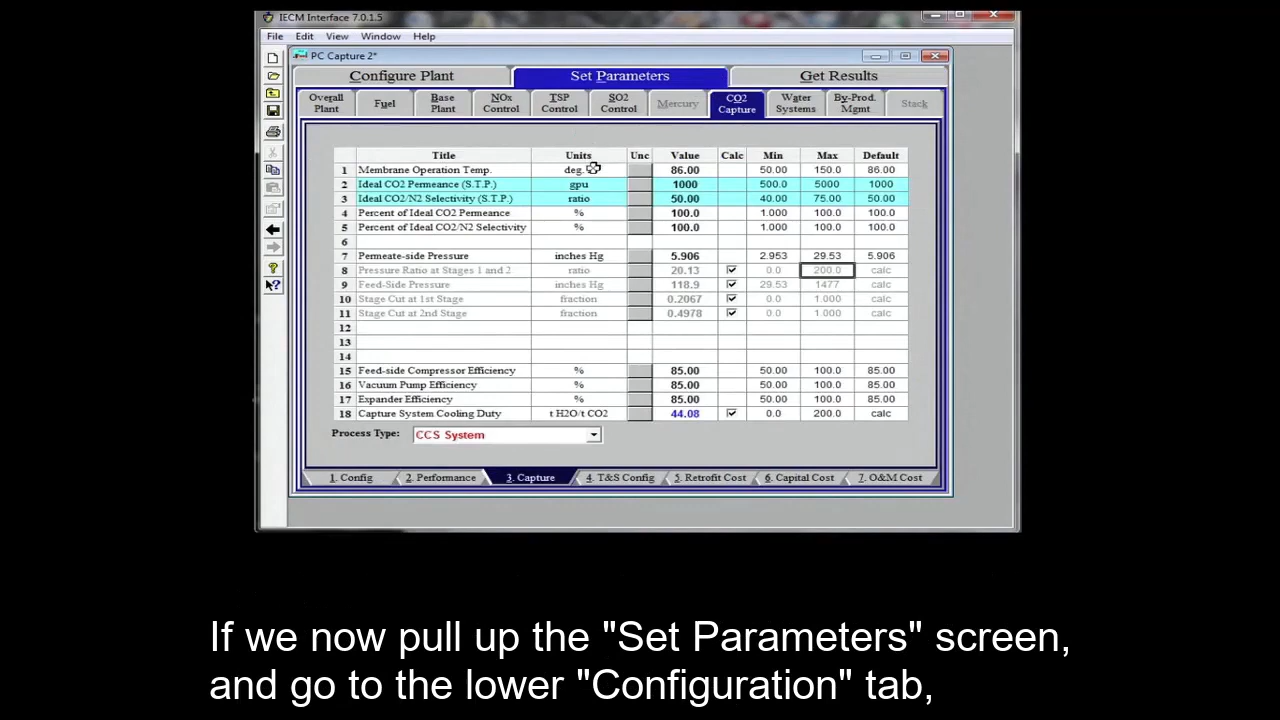 IECM Interface 7.0.1.5
File Edit View Window Help
PC Capture 2*
Configure Plant Set Parameters Get Results
Overall Plant Fuel Base Plant NOx Control TSP Control SO2 Control Mercury CO2 Capture Water Systems By-Prod. Mgmt Stack
Title Units Unc Value Calc Min Max Default
1 Membrane Operation Temp. deg. 86.00 50.00 150.0 86.00
2 Ideal CO2 Permeance (S.T.P.) gpu 1000 500.0 5000 1000
3 Ideal CO2/N2 Selectivity (S.T.P.) ratio 50.00 40.00 75.00 50.00
4 Percent of Ideal CO2 Permeance % 100.0 1.000 100.0 100.0
5 Percent of Ideal CO2/N2 Selectivity % 100.0 1.000 100.0 100.0
6
7 Permeate-side Pressure inches Hg 5.906 2.953 29.53 5.906
8 Pressure Ratio at Stages 1 and 2 ratio 20.13 0.0 200.0 calc
9 Feed-Side Pressure inches Hg 118.9 29.53 1477 calc
10 Stage Cut at 1st Stage fraction 0.2067 0.0 1.000 calc
11 Stage Cut at 2nd Stage fraction 0.4978 0.0 1.000 calc
12
13
14
15 Feed-side Compressor Efficiency % 85.00 50.00 100.0 85.00
16 Vacuum Pump Efficiency % 85.00 50.00 100.0 85.00
17 Expander Efficiency % 85.00 50.00 100.0 85.00
18 Capture System Cooling Duty t H2O/t CO2 44.08 0.0 200.0 calc
Process Type: CCS System
1. Config 2. Performance 3. Capture 4. T&S Config 5. Retrofit Cost 6. Capital Cost 7. O&M Cost
If we now pull up the "Set Parameters" screen,
and go to the lower "Configuration" tab,